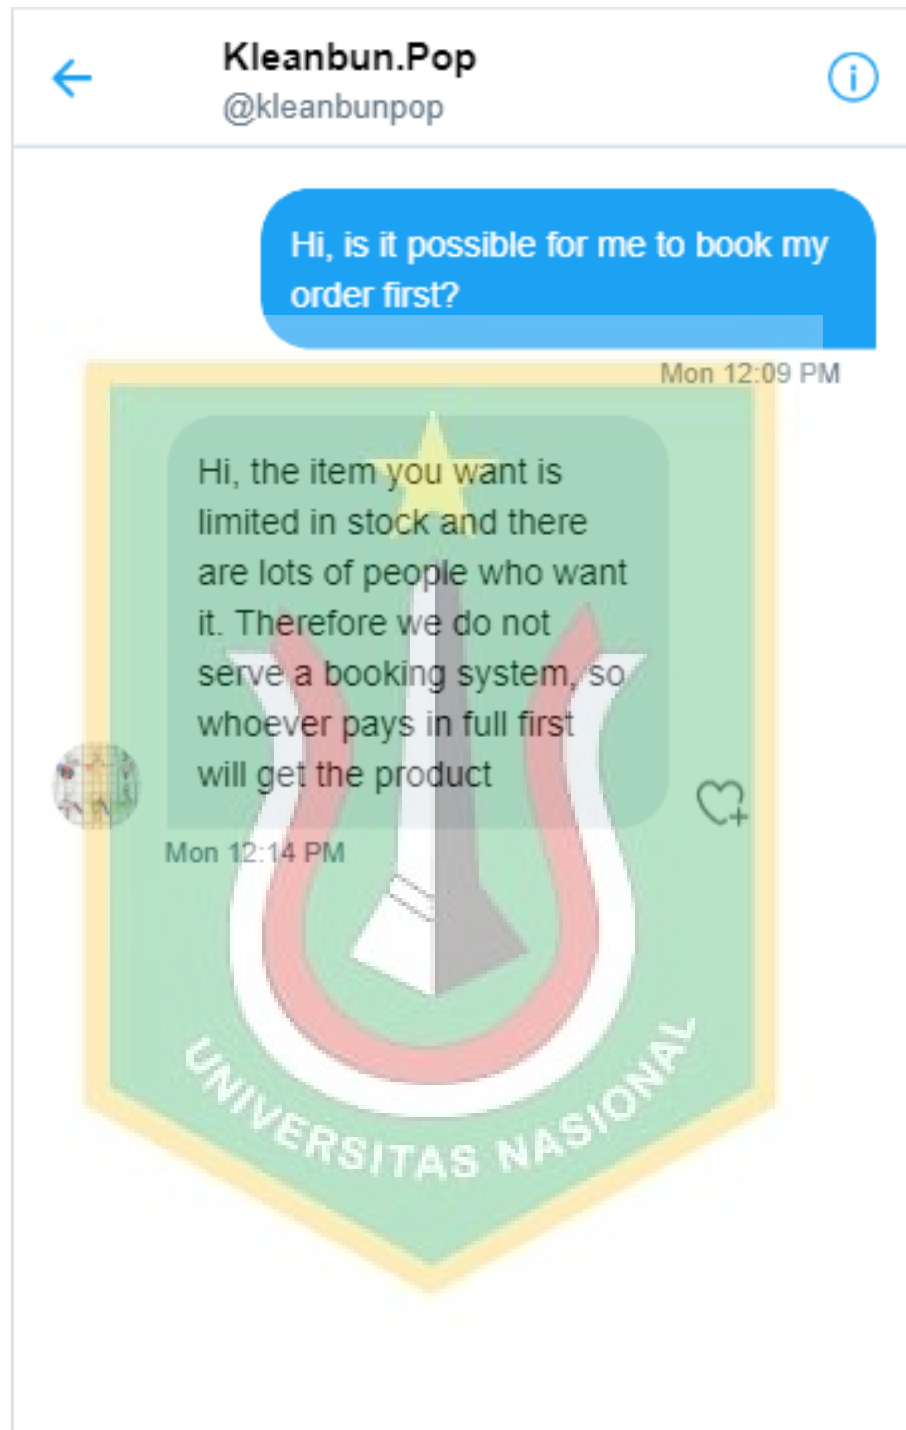 Kleanbun.Pop
@kleanbunpop
Hi, is it possible for me to book my
order first?
Mon 12:09 PM
Hi, the item you want is
limited in stock and there
are lots of people who want
it. Therefore we do not
serve a booking system, so
whoever pays in full first
will get the product
Mon 12:14 PM
UNIVERSITAS NASIONAL